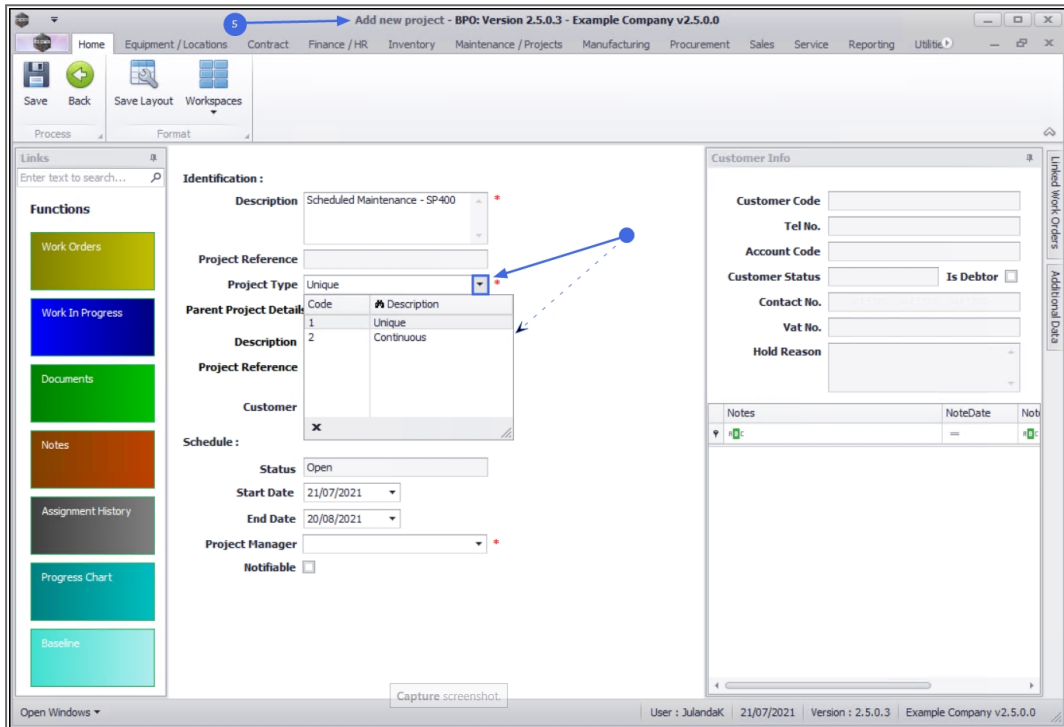 5
Add new project - BPO: Version 2.5.0.3 - Example Company v2.5.0.0
Home Equipment / Locations Contract Finance / HR Inventory Maintenance / Projects Manufacturing Procurement Sales Service Reporting Utilitie
Save Back Save Layout Workspaces
Process Format
Links
Enter text to search...
Functions
Work Orders
Work In Progress
Documents
Notes
Assignment History
Progress Chart
Baseline
Identification :
Description Scheduled Maintenance - SP400 *
Project Reference
Project Type Unique *
Code Description
1 Unique
2 Continuous
Parent Project Details
Description
Project Reference
Customer
Schedule :
Status Open
Start Date 21/07/2021
End Date 20/08/2021
Project Manager *
Notifiable
Customer Info
Customer Code
Tel No.
Account Code
Customer Status Is Debtor
Contact No.
Vat No.
Hold Reason
Notes NoteDate Not
Linked Work Orders
Additional Data
Capture screenshot.
Open Windows User : JulandaK 21/07/2021 Version : 2.5.0.3 Example Company v2.5.0.0